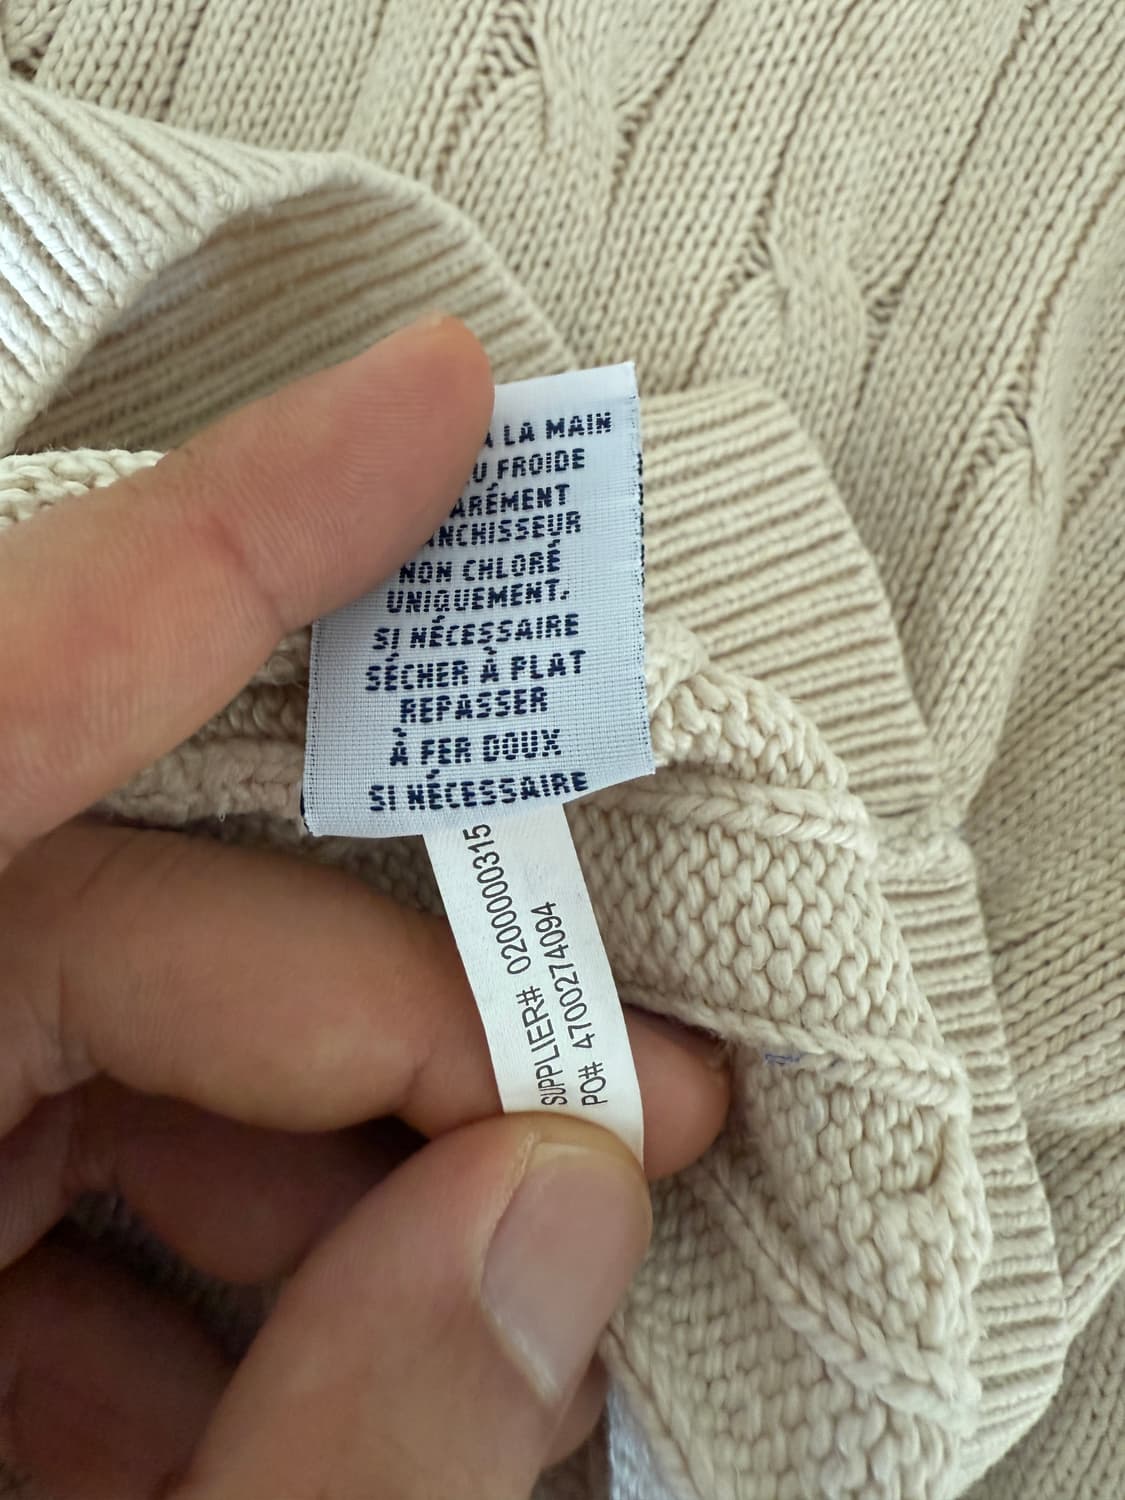 À LA MAIN
U FROIDE
ARÉMENT
NCHISSEUR
NON CHLORÉ
UNIQUEMENT,
SI NÉCESSAIRE
SÉCHER À PLAT
REPASSER
À FER DOUX
SI NÉCESSAIRE
SUPPLIER# 0200000315
PO# 4700274094